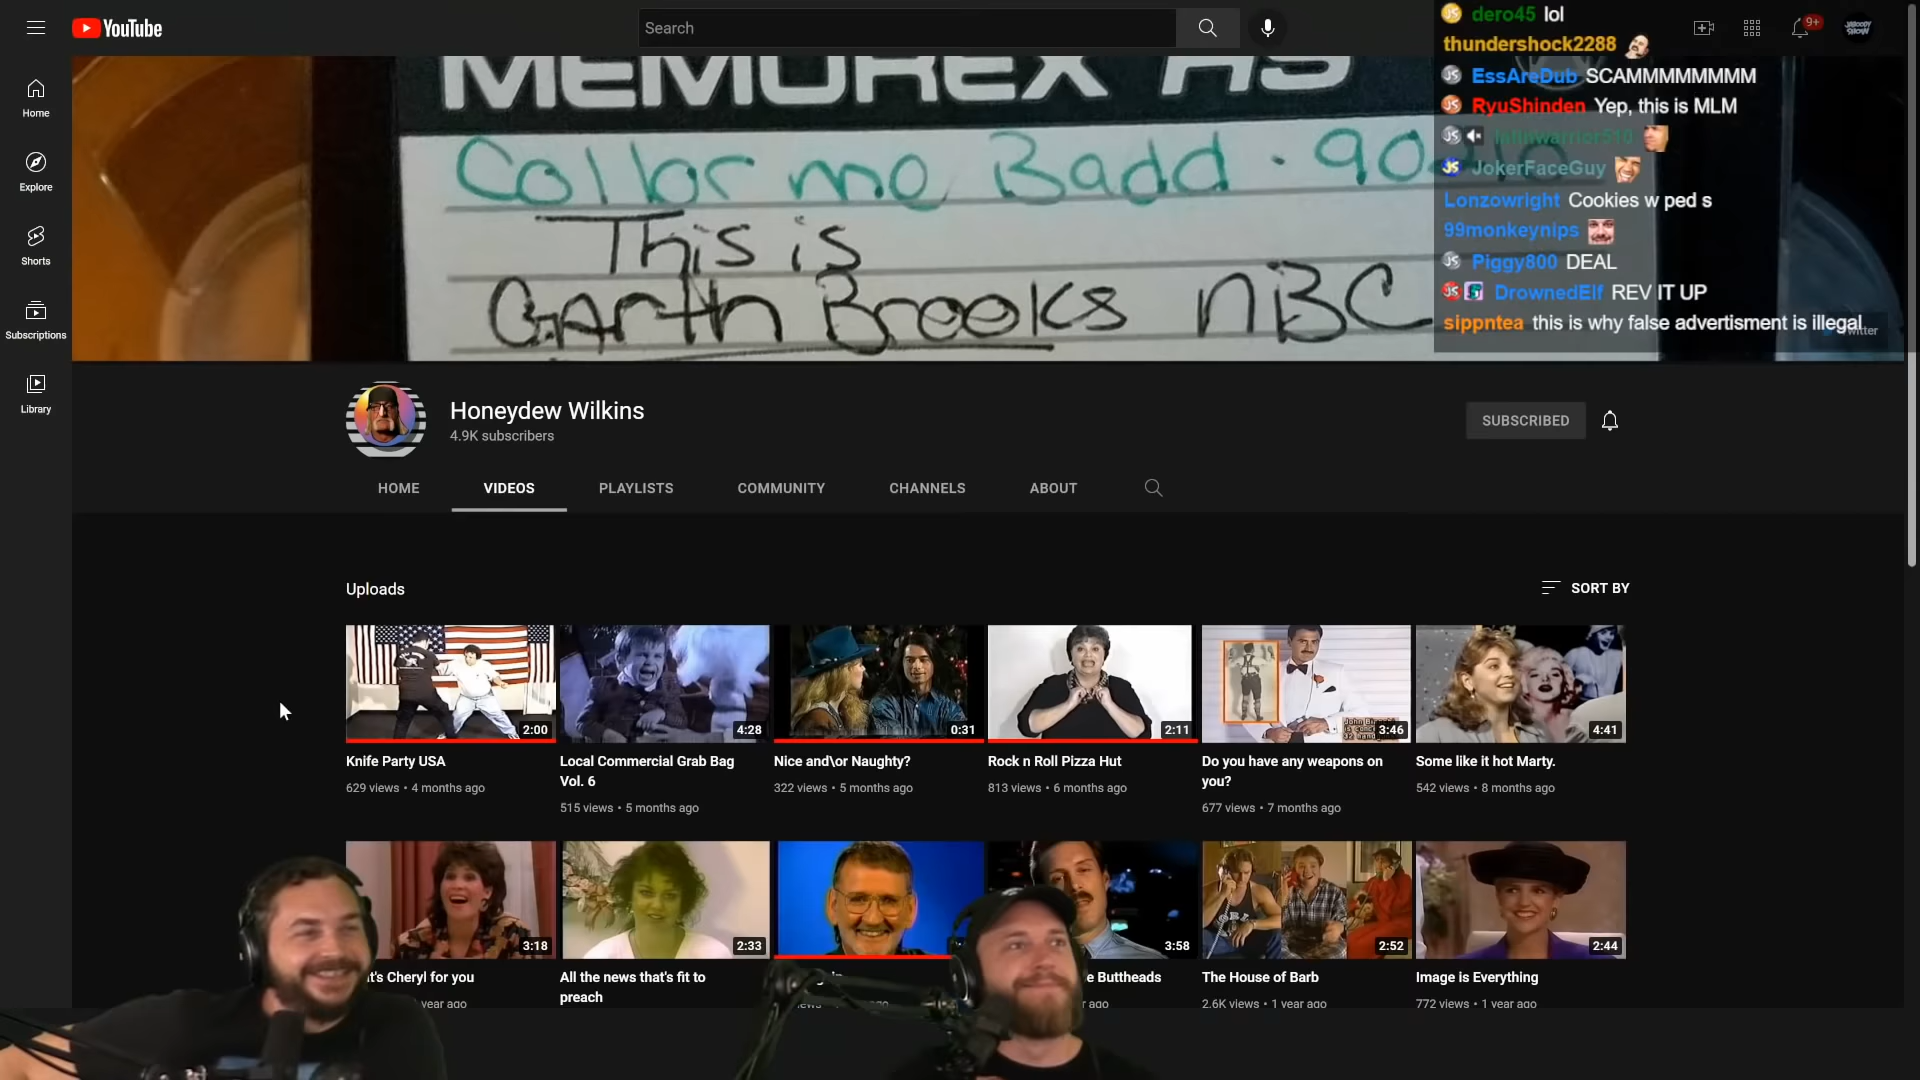 YouTube
Search
9+
Home
Explore
Shorts
Subscriptions
Library
MEMOREX HS
Collor me Badd . 90
This is
Garth Brooks NBC
dero45 lol
thundershock2288
EssAreDub SCAMMMMMMMM
RyuShinden Yep, this is MLM
JokerFaceGuy
Lonzowright Cookies w ped s
99monkeynips
Piggy800 DEAL
DrownedElf REV IT UP
sippntea this is why false advertisment is illegal
Honeydew Wilkins
4.9K subscribers
SUBSCRIBED
HOME VIDEOS PLAYLISTS COMMUNITY CHANNELS ABOUT
Uploads
SORT BY
2:00 4:28 0:31 2:11 3:46 4:41
Knife Party USA
629 views • 4 months ago
Local Commercial Grab Bag
Vol. 6
515 views • 5 months ago
Nice and\or Naughty?
322 views • 5 months ago
Rock n Roll Pizza Hut
813 views • 6 months ago
Do you have any weapons on
you?
677 views • 7 months ago
Some like it hot Marty.
542 views • 8 months ago
3:18 2:33 3:58 2:52 2:44
t's Cheryl for you
year ago
All the news that's fit to
preach
e Buttheads
ago
The House of Barb
2.6K views • 1 year ago
Image is Everything
772 views • 1 year ago